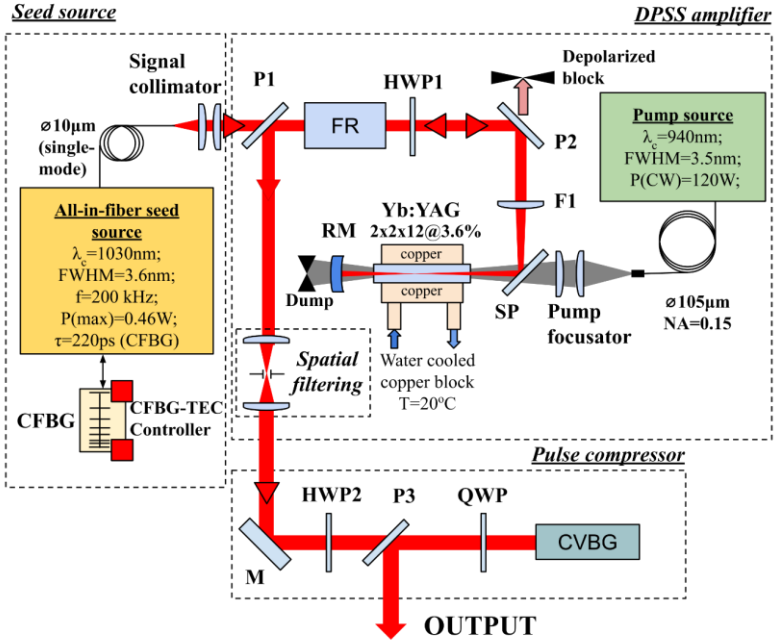 Seed source
DPSS amplifier
Signal
collimator
P1
HWP1
Depolarized
block
⌀10μm
(single-
mode)
FR
P2
Pump source
λc=940nm;
FWHM=3.5nm;
P(CW)=120W;
All-in-fiber seed
source
λc=1030nm;
FWHM=3.6nm;
f=200 kHz;
P(max)=0.46W;
τ=220ps (CFBG)
Yb:YAG
2x2x12@3.6%
F1
RM
copper
copper
Dump
SP
Pump
focusator
⌀105μm
NA=0.15
Spatial
filtering
Water cooled
copper block
T=20°C
CFBG
CFBG-TEC
Controller
Pulse compressor
HWP2
P3
QWP
CVBG
M
OUTPUT